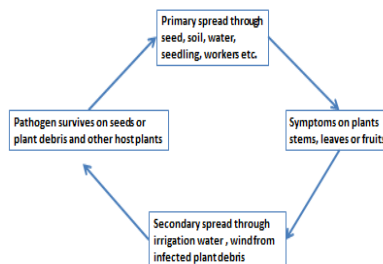 Primary spread through
seed, soil, water,
seedling, workers etc.
Pathogen survives on seeds or
plant debris and other host plants
Symptoms on plants
stems, leaves or fruits
Secondary spread through
irrigation water , wind from
infected plant debris